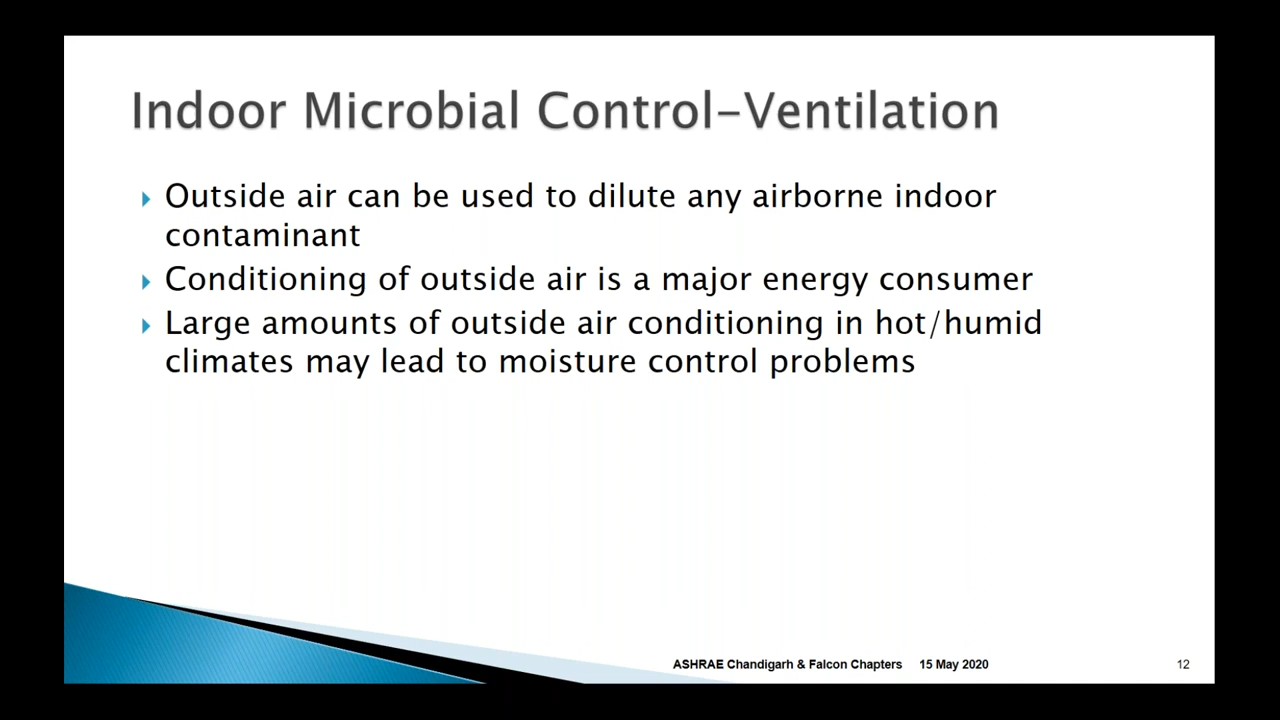 Indoor Microbial Control–Ventilation
Outside air can be used to dilute any airborne indoor
contaminant
Conditioning of outside air is a major energy consumer
Large amounts of outside air conditioning in hot/humid
climates may lead to moisture control problems
ASHRAE Chandigarh & Falcon Chapters 15 May 2020 12